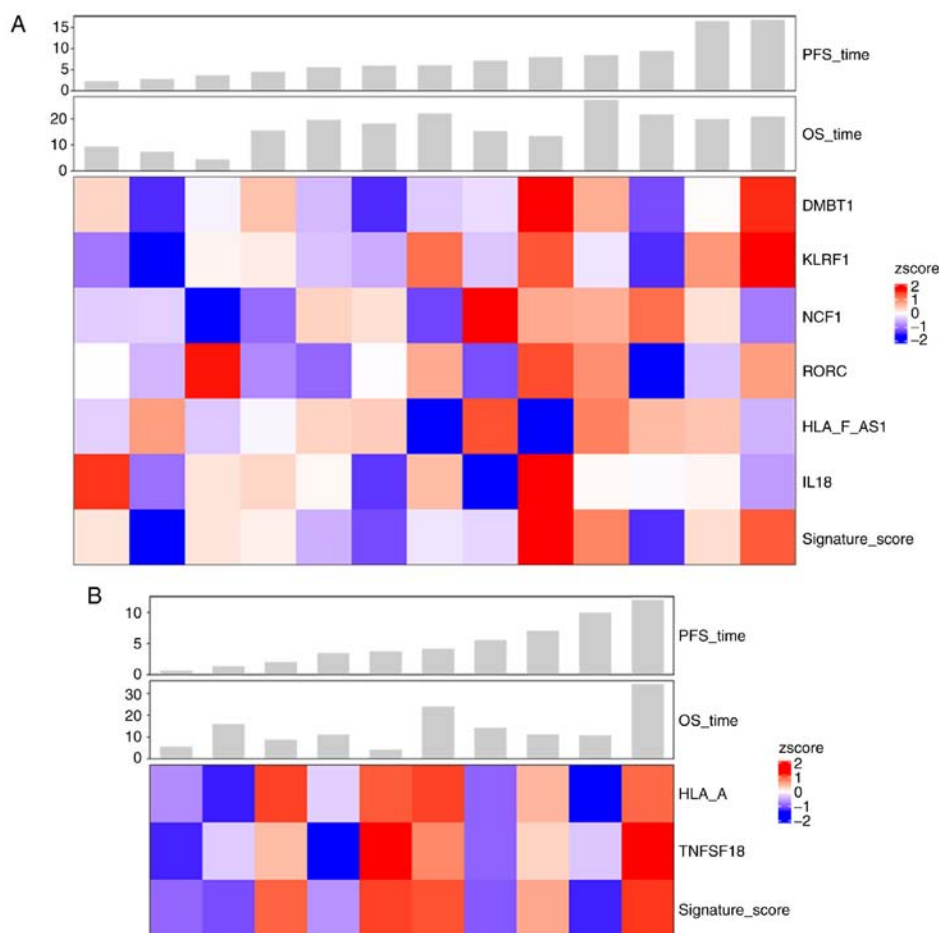 A
15
10
5
0
PFS_time
20
10
0
OS_time
DMBT1
KLRF1
NCF1
RORC
HLA_F_AS1
IL18
Signature_score
zscore
2
1
0
−1
−2
B
10
5
0
PFS_time
30
20
10
0
OS_time
HLA_A
TNFSF18
Signature_score
zscore
2
1
0
−1
−2